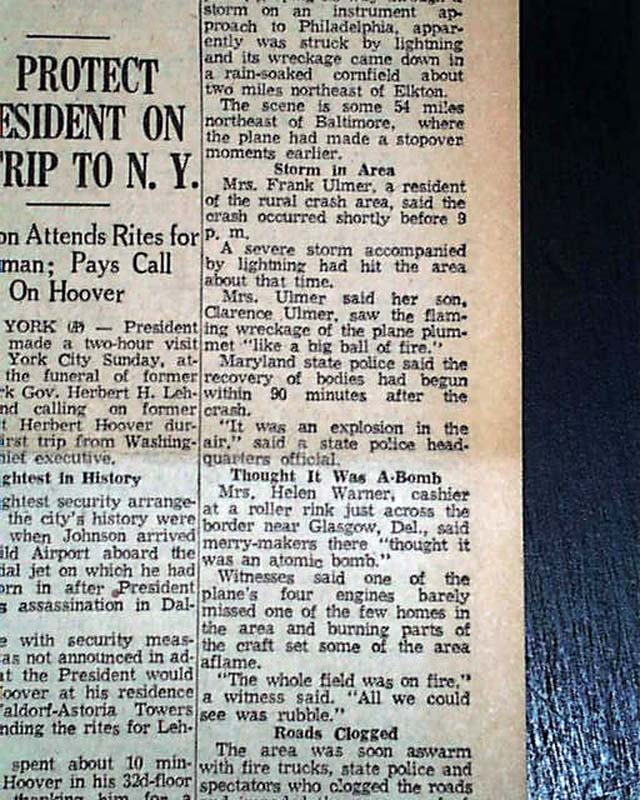 PROTECT
ESIDENT ON
TRIP TO N. Y.
on Attends Rites for
man; Pays Call
On Hoover
YORK (AP) — President
made a two-hour visit
York City Sunday, at-
the funeral of former
rk Gov. Herbert H. Leh-
nd calling on former
t Herbert Hoover dur-
irst trip from Washing-
hief executive.
ghtest in History
ghtest security arrange-
the city's history were
when Johnson arrived
ild Airport aboard the
ial jet on which he had
orn in after President
s assassination in Dal-
e with security meas-
as not announced in ad-
at the President would
Hoover at his residence
Waldorf-Astoria Towers
nding the rites for Leh-
spent about 10 min-
Hoover in his 32d-floor
thanking him for a
storm on an instrument ap-
proach to Philadelphia, appar-
ently was struck by lightning
and its wreckage came down in
a rain-soaked cornfield about
two miles northeast of Elkton.
The scene is some 54 miles
northeast of Baltimore, where
the plane had made a stopover
moments earlier.
Storm in Area
Mrs. Frank Ulmer, a resident
of the rural crash area, said the
crash occurred shortly before 9
p. m.
A severe storm accompanied
by lightning had hit the area
about that time.
Mrs. Ulmer said her son,
Clarence Ulmer, saw the flam-
ing wreckage of the plane plum-
met "like a big ball of fire."
Maryland state police said the
recovery of bodies had begun
within 90 minutes after the
crash.
"It was an explosion in the
air," said a state police head-
quarters official.
Thought It Was A-Bomb
Mrs. Helen Warner, cashier
at a roller rink just across the
border near Glasgow, Del., said
merry-makers there "thought it
was an atomic bomb."
Witnesses said one of the
plane's four engines barely
missed one of the few homes in
the area and burning parts of
the craft set some of the area
aflame.
"The whole field was on fire,"
a witness said. "All we could
see was rubble."
Roads Clogged
The area was soon aswarm
with fire trucks, state police and
spectators who clogged the roads